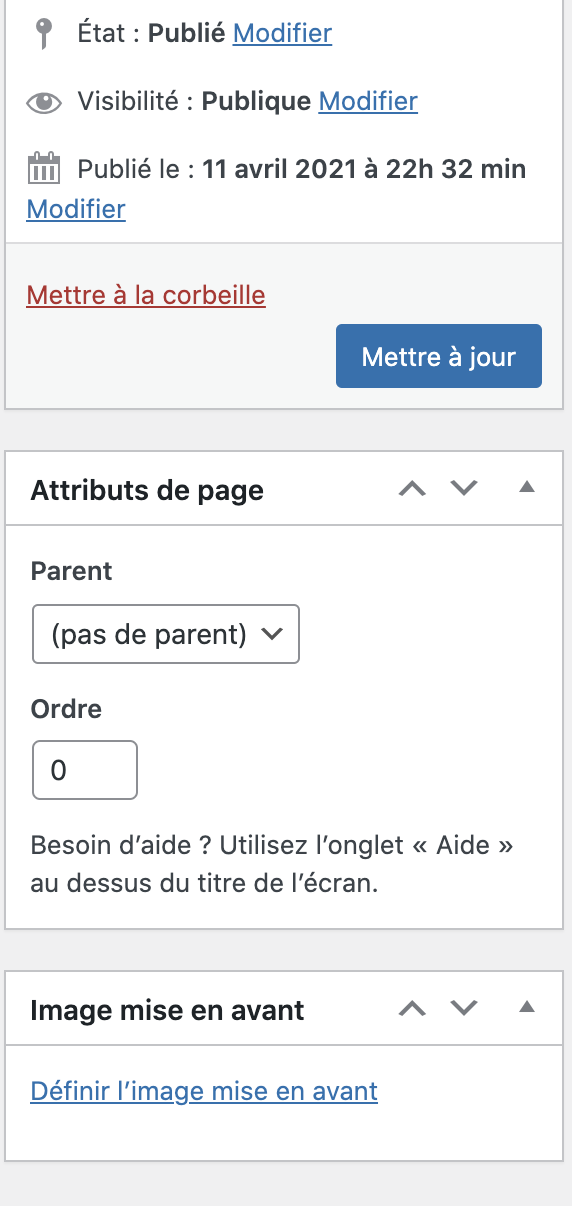 État : Publié Modifier
Visibilité : Publique Modifier
Publié le : 11 avril 2021 à 22h 32 min
Modifier
Mettre à la corbeille
Mettre à jour
Attributs de page
Parent
(pas de parent)
Ordre
0
Besoin d’aide ? Utilisez l’onglet « Aide »
au dessus du titre de l’écran.
Image mise en avant
Définir l’image mise en avant